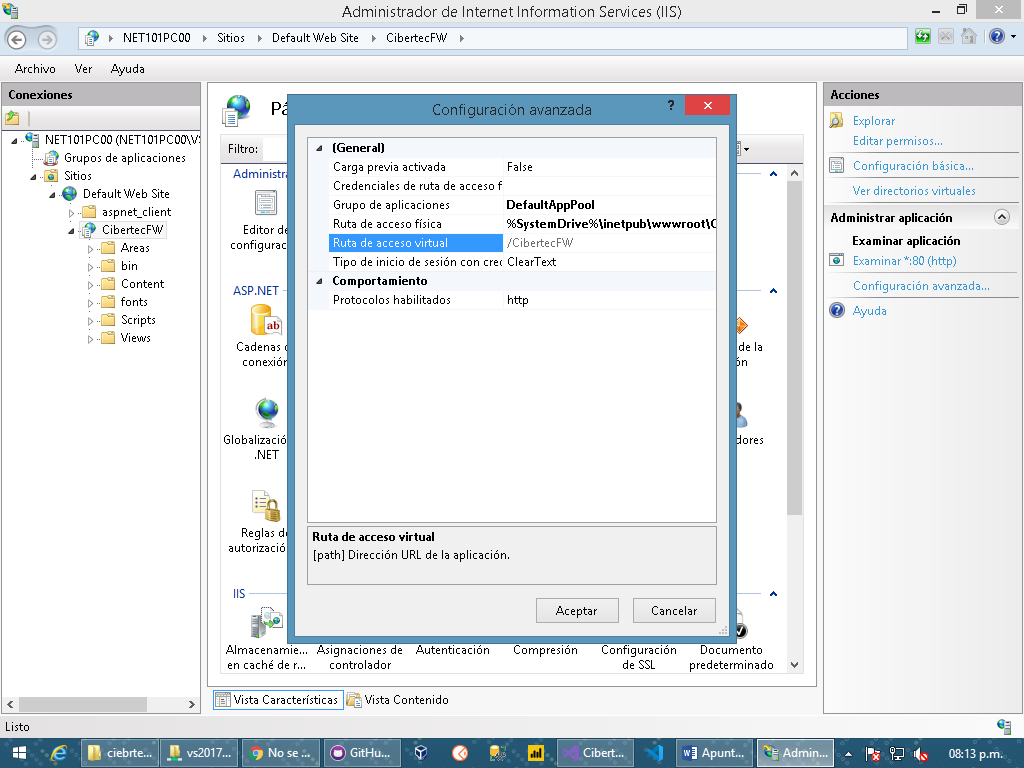 Administrador de Internet Information Services (IIS)
NET101PC00 Sitios Default Web Site CibertecFW
Archivo Ver Ayuda
Conexiones
NET101PC00 (NET101PC00\VS
Grupos de aplicaciones
Sitios
Default Web Site
aspnet_client
CibertecFW
Areas
bin
Content
fonts
Scripts
Views
Filtro:
Editor de
ASP.NET
Cadenas
Globalización
.NET
Reglas
IIS
Almacenamie...
en caché de r...
Asignaciones de
controlador
Autenticación
Compresión
Configuración
de SSL
Documento
predeterminado
Vista Características
Vista Contenido
Configuración avanzada
?
(General)
Carga previa activada False
Credenciales de ruta de acceso f
Grupo de aplicaciones DefaultAppPool
Ruta de acceso física %SystemDrive%\inetpub\wwwroot\C
Ruta de acceso virtual /CibertecFW
Tipo de inicio de sesión con crec ClearText
Comportamiento
Protocolos habilitados http
Ruta de acceso virtual
[path] Dirección URL de la aplicación.
Aceptar Cancelar
Acciones
Explorar
Editar permisos...
Configuración básica...
Ver directorios virtuales
Administrar aplicación
Examinar aplicación
Examinar *:80 (http)
Configuración avanzada...
Ayuda
Listo
ciebrte... vs2017... No se ... GitHu... Cibert... Apunt... Admin... 08:13 p.m.